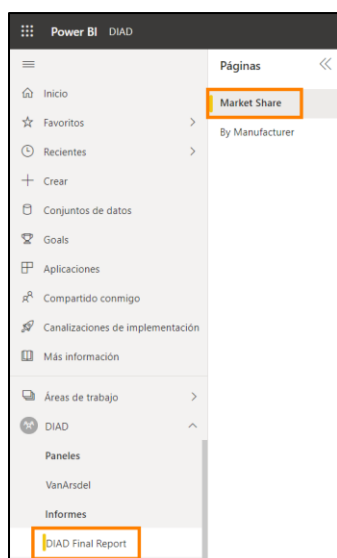 Power BI DIAD
Páginas
Market Share
By Manufacturer
Inicio
Favoritos
Recientes
Crear
Conjuntos de datos
Goals
Aplicaciones
Compartido conmigo
Canalizaciones de implementación
Más información
Áreas de trabajo
DIAD
Paneles
VanArsdel
Informes
DIAD Final Report